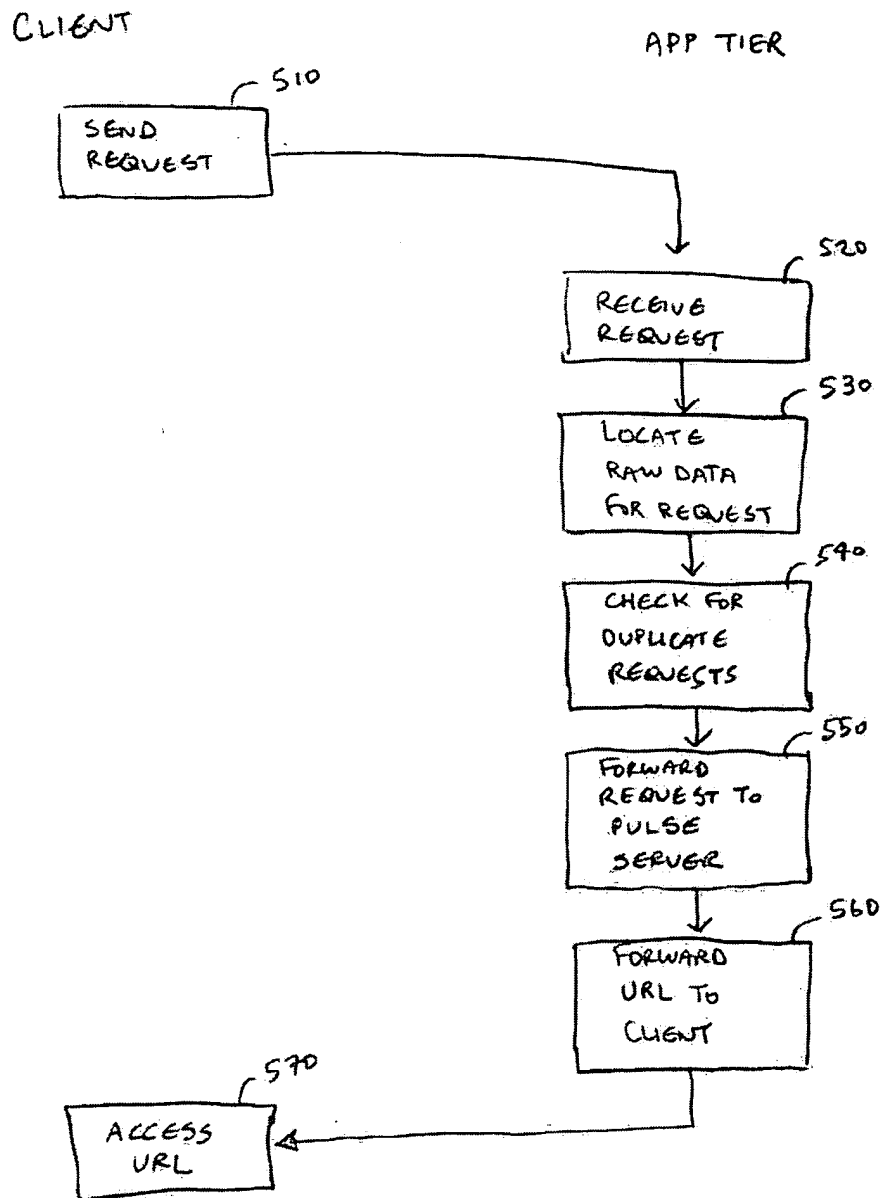 CLIENT
APP TIER
510
SEND
REQUEST
520
RECEIVE
REQUEST
530
LOCATE
RAW DATA
FOR REQUEST
540
CHECK FOR
DUPLICATE
REQUESTS
550
FORWARD
REQUEST TO
PULSE
SERVER
560
FORWARD
URL TO
CLIENT
570
ACCESS
URL